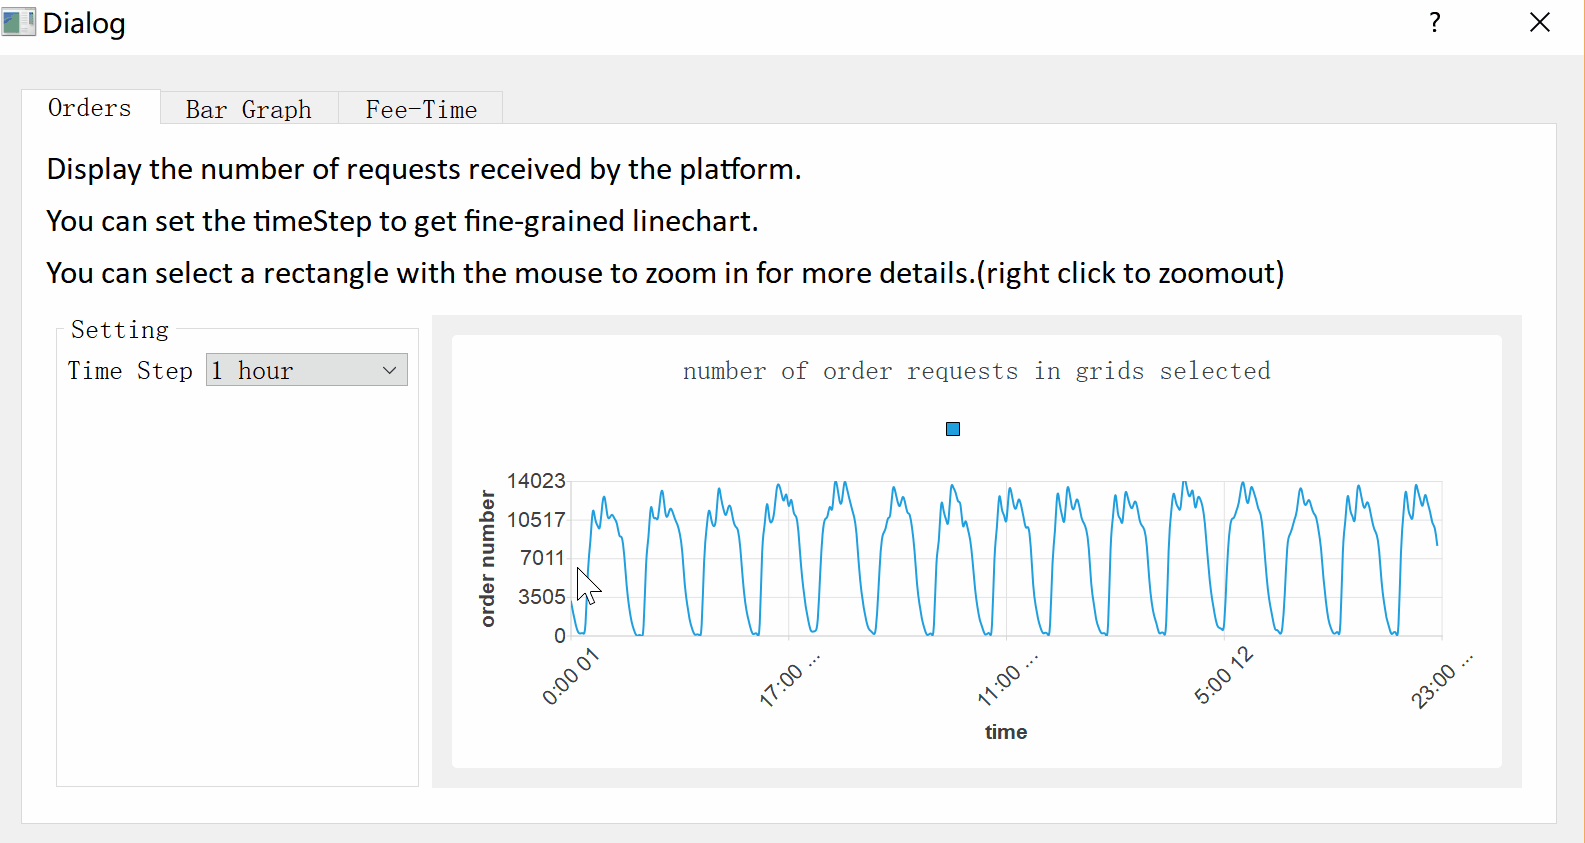 Dialog
?
Orders
Bar Graph
Fee-Time
Display the number of requests received by the platform.
You can set the timeStep to get fine-grained linechart.
You can select a rectangle with the mouse to zoom in for more details.(right click to zoomout)
Setting
Time Step
1 hour
number of order requests in grids selected
order number
14023
10517
7011
3505
0
0:00 01
17:00 ...
11:00 ...
5:00 12
23:00 ...
time